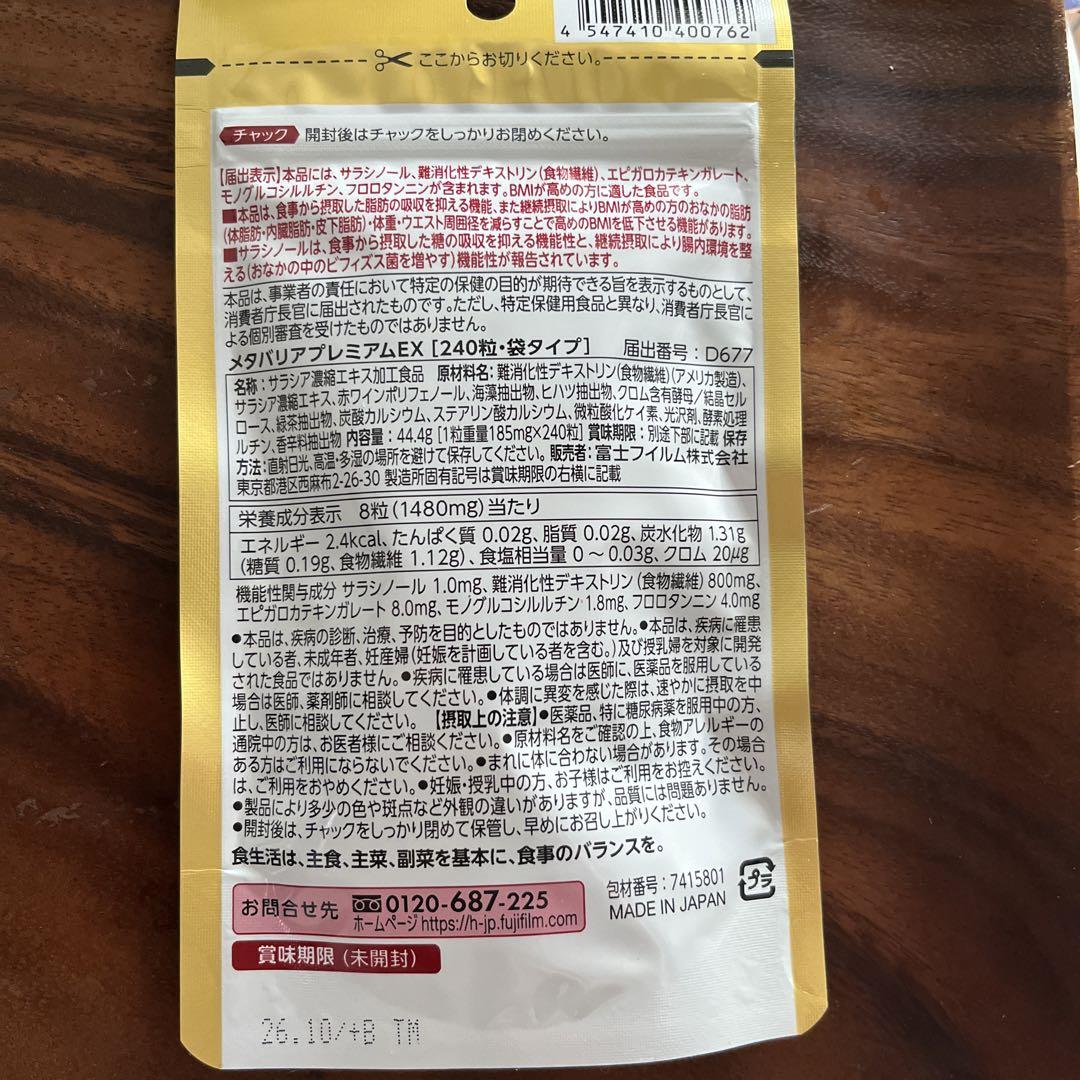 4 547410 400762
ここからお切りください。
チャック 開封後はチャックをしっかりお閉めください。
【届出表示】本品には、サラシノール、難消化性デキストリン(食物繊維)、エピガロカテキンガレート、
モノグルコシルルチン、フロロタンニンが含まれます。BMIが高めの方に適した食品です。
■本品は、食事から摂取した脂肪の吸収を抑える機能、また継続摂取によりBMIが高めの方のおなかの脂肪
(体脂肪・内臓脂肪・皮下脂肪)・体重・ウエスト周囲径を減らすことで高めのBMIを低下させる機能があります。
■サラシノールは、食事から摂取した糖の吸収を抑える機能性と、継続摂取により腸内環境を整
える(おなかの中のビフィズス菌を増やす)機能性が報告されています。
本品は、事業者の責任において特定の保健の目的が期待できる旨を表示するものとして、
消費者庁長官に届出されたものです。ただし、特定保健用食品と異なり、消費者庁長官に
よる個別審査を受けたものではありません。
メタバリアプレミアムEX [240粒・袋タイプ] 届出番号:D677
名称:サラシア濃縮エキス加工食品 原材料名:難消化性デキストリン(食物繊維)(アメリカ製造)、
サラシア濃縮エキス、赤ワインポリフェノール、海藻抽出物、ヒハツ抽出物、クロム含有酵母/結晶セル
ロース、緑茶抽出物、炭酸カルシウム、ステアリン酸カルシウム、微粒酸化ケイ素、光沢剤、酵素処理
ルチン、香辛料抽出物 内容量:44.4g [1粒重量185mg×240粒] 賞味期限:別途下部に記載 保存
方法:直射日光、高温・多湿の場所を避けて保存してください。 販売者:富士フイルム株式会社
東京都港区西麻布2-26-30 製造所固有記号は賞味期限の右横に記載
栄養成分表示 8粒(1480mg)当たり
エネルギー 2.4kcal、たんぱく質 0.02g、脂質 0.02g、炭水化物 1.31g
(糖質 0.19g、食物繊維 1.12g)、食塩相当量 0~0.03g、クロム 20μg
機能性関与成分 サラシノール 1.0mg、難消化性デキストリン(食物繊維) 800mg、
エピガロカテキンガレート 8.0mg、モノグルコシルルチン 1.8mg、フロロタンニン 4.0mg
●本品は、疾病の診断、治療、予防を目的としたものではありません。●本品は、疾病に罹患
している者、未成年者、妊産婦(妊娠を計画している者を含む。)及び授乳婦を対象に開発
された食品ではありません。●疾病に罹患している場合は医師に、医薬品を服用している
場合は医師、薬剤師に相談してください。●体調に異変を感じた際は、速やかに摂取を中
止し、医師に相談してください。【摂取上の注意】●医薬品、特に糖尿病薬を服用中の方、
通院中の方は、お医者様にご相談ください。●原材料名をご確認の上、食物アレルギーの
ある方はご利用にならないでください。●まれに体に合わない場合があります。その場合
は、ご利用をおやめください。●妊娠・授乳中の方、お子様はご利用をお控えください。
●製品により多少の色や斑点など外観の違いがありますが、品質には問題ありません。
●開封後は、チャックをしっかり閉めて保管し、早めにお召し上がりください。
食生活は、主食、主菜、副菜を基本に、食事のバランスを。
お問合せ先 0120-687-225
ホームページ https://h-jp.fujifilm.com
包材番号:7415801
MADE IN JAPAN
プラ
賞味期限(未開封)
26.10/+B TM